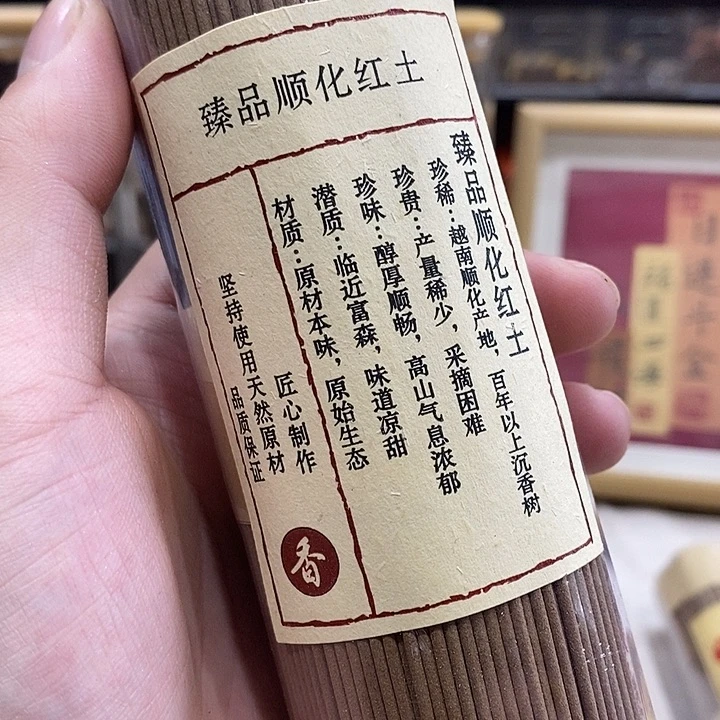 臻品顺化红土
臻品顺化红土
珍稀：越南顺化产地，百年以上沉香树
珍贵：产量稀少，采摘困难
珍味：醇厚顺畅，高山气息浓郁
潜质：临近富森，味道凉甜
材质：原材本味，原始生态
匠心制作
坚持使用天然原材
品质保证
香